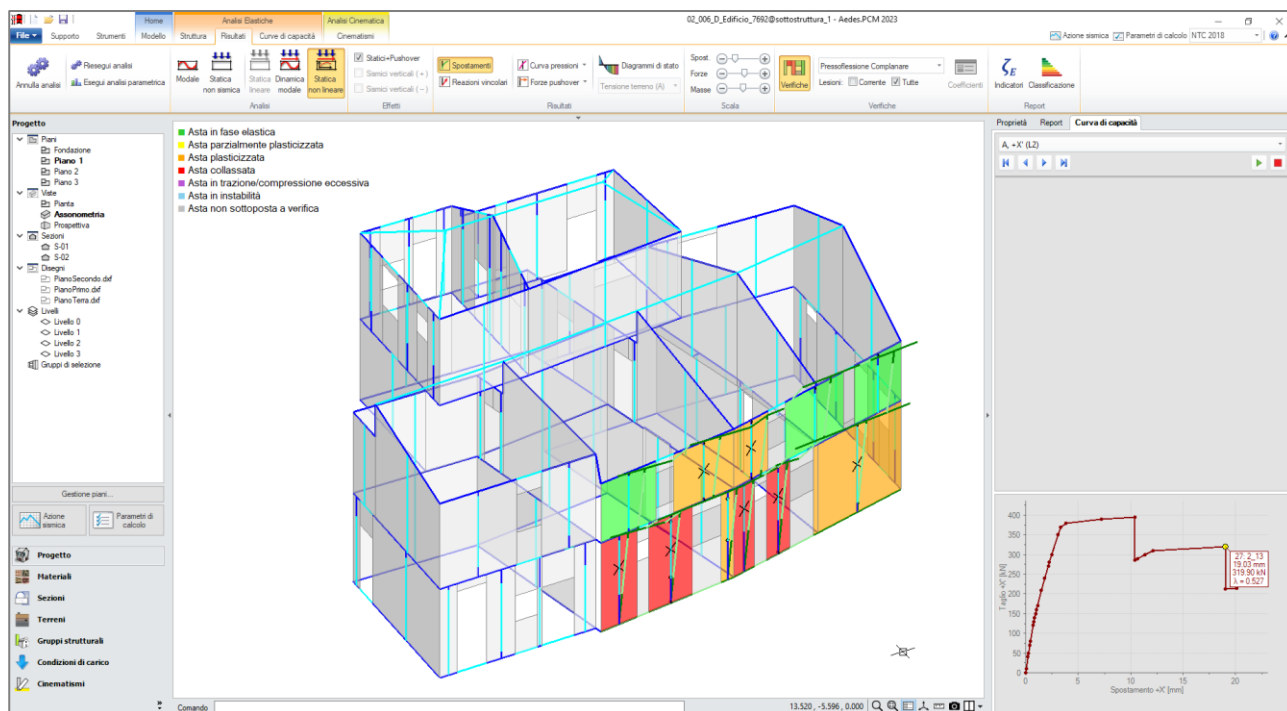 02_006_D_Edificio_7692@sottostruttura_1 - Aedes.PCM 2023
Home
Analisi Elastiche
Analisi Cinematica
File
Supporto
Strumenti
Modello
Struttura
Risultati
Curve di capacità
Cinematismi
Azione sismica
Parametri di calcolo
NTC 2018
Annulla analisi
Riesegui analisi
Esegui analisi parametrica
Modale
Statica non sismica
Statica lineare
Dinamica modale
Statica non lineare
Analisi
Statici+Pushover
Sismici verticali (+)
Sismici verticali (−)
Effetti
Spostamenti
Reazioni vincolari
Curva pressioni
Forze pushover
Diagrammi di stato
Tensione terreno (A)
Risultati
Spost.
Forze
Masse
Scala
Verifiche
Pressoflessione Complanare
Lesioni:
Corrente
Tutte
Coefficienti
Verifiche
Indicatori
Classificazione
Report
Progetto
Piani
Fondazione
Piano 1
Piano 2
Piano 3
Viste
Pianta
Assonometria
Prospettiva
Sezioni
S-01
S-02
Disegni
PianoSecondo.dxf
PianoPrimo.dxf
PianoTerra.dxf
Livelli
Livello 0
Livello 1
Livello 2
Livello 3
Gruppi di selezione
Gestione piani...
Azione sismica
Parametri di calcolo
Progetto
Materiali
Sezioni
Terreni
Gruppi strutturali
Condizioni di carico
Cinematismi
Asta in fase elastica
Asta parzialmente plasticizzata
Asta plasticizzata
Asta collassata
Asta in trazione/compressione eccessiva
Asta in instabilità
Asta non sottoposta a verifica
Comando
13.520 , -5.596 , 0.000
Proprietà
Report
Curva di capacità
A, +X' (L2)
Taglio +X' [kN]
400
350
300
250
200
150
100
50
0
0
5
10
15
20
Spostamento +X' [mm]
27: 2_13
19.03 mm
319.90 kN
λ = 0.527